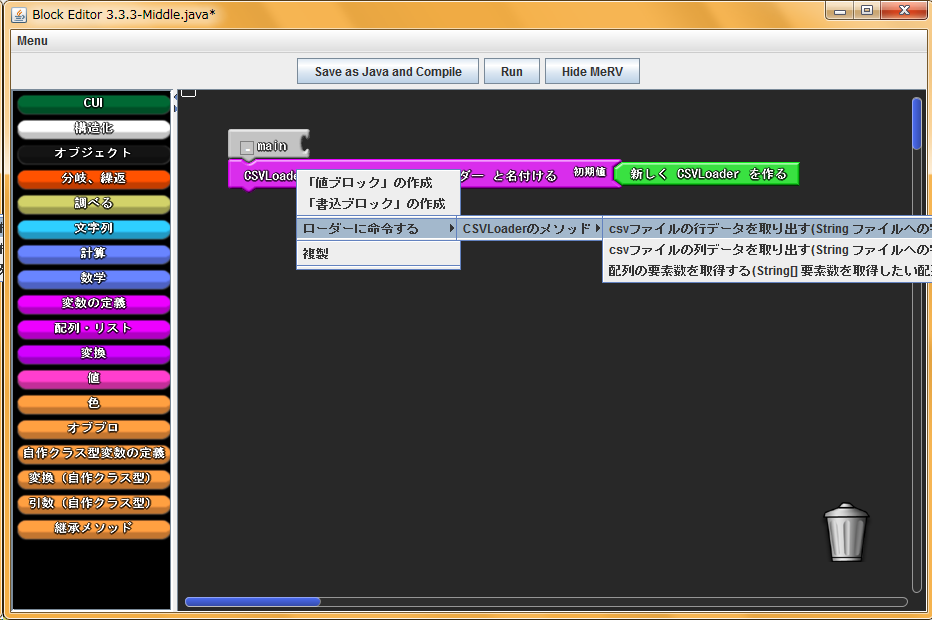 Block Editor 3.3.3-Middle.java*
Menu
Save as Java and Compile
Run
Hide MeRV
CUI
構造化
オブジェクト
分岐、繰返
調べる
文字列
計算
数学
変数の定義
配列・リスト
変換
値
色
オブプロ
自作クラス型変数の定義
変換（自作クラス型）
引数（自作クラス型）
継承メソッド
main
CSVLoade ダー と名付ける 初期値 新しく CSVLoader を作る
「値ブロック」の作成
「書込ブロック」の作成
ローダーに命令する
複製
CSVLoaderのメソッド
csvファイルの行データを取り出す(String ファイルへの
csvファイルの列データを取り出す(String ファイルへの
配列の要素数を取得する(String[] 要素数を取得したい配